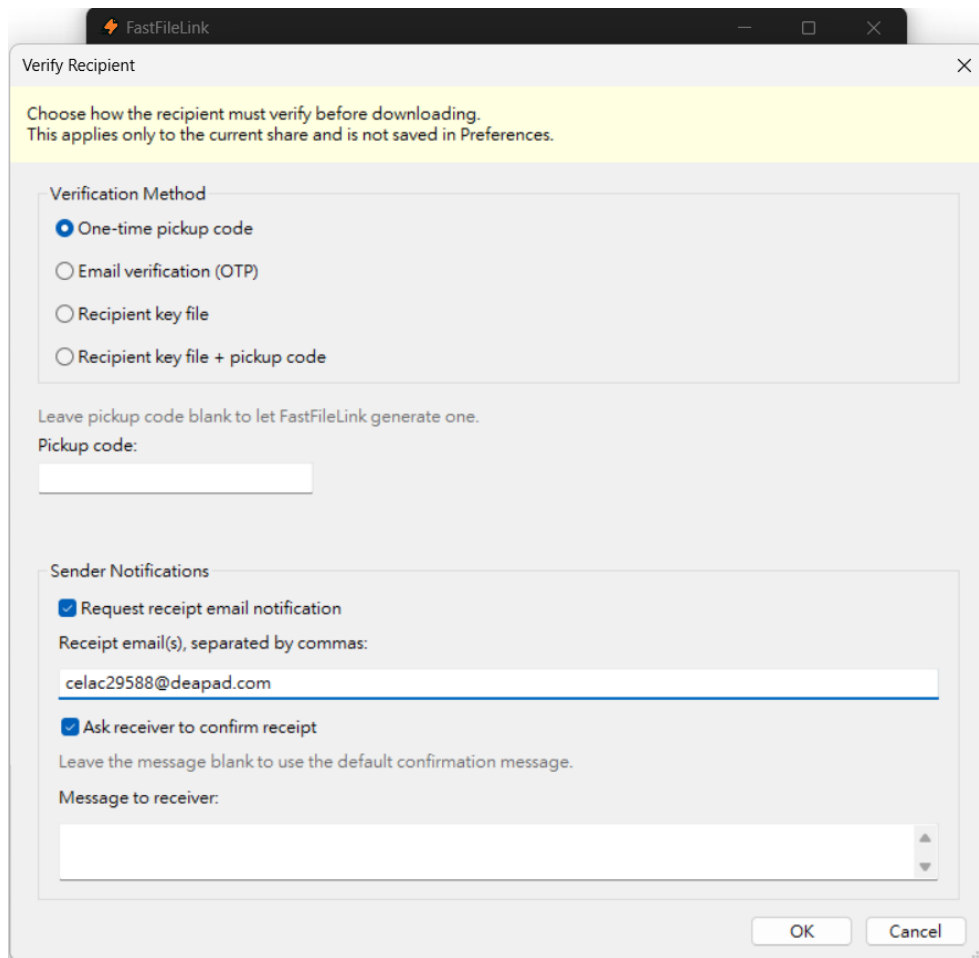 FastFileLink
Verify Recipient
Choose how the recipient must verify before downloading.
This applies only to the current share and is not saved in Preferences.
Verification Method
One-time pickup code
Email verification (OTP)
Recipient key file
Recipient key file + pickup code
Leave pickup code blank to let FastFileLink generate one.
Pickup code:
Sender Notifications
Request receipt email notification
Receipt email(s), separated by commas:
celac29588@deapad.com
Ask receiver to confirm receipt
Leave the message blank to use the default confirmation message.
Message to receiver:
OK Cancel